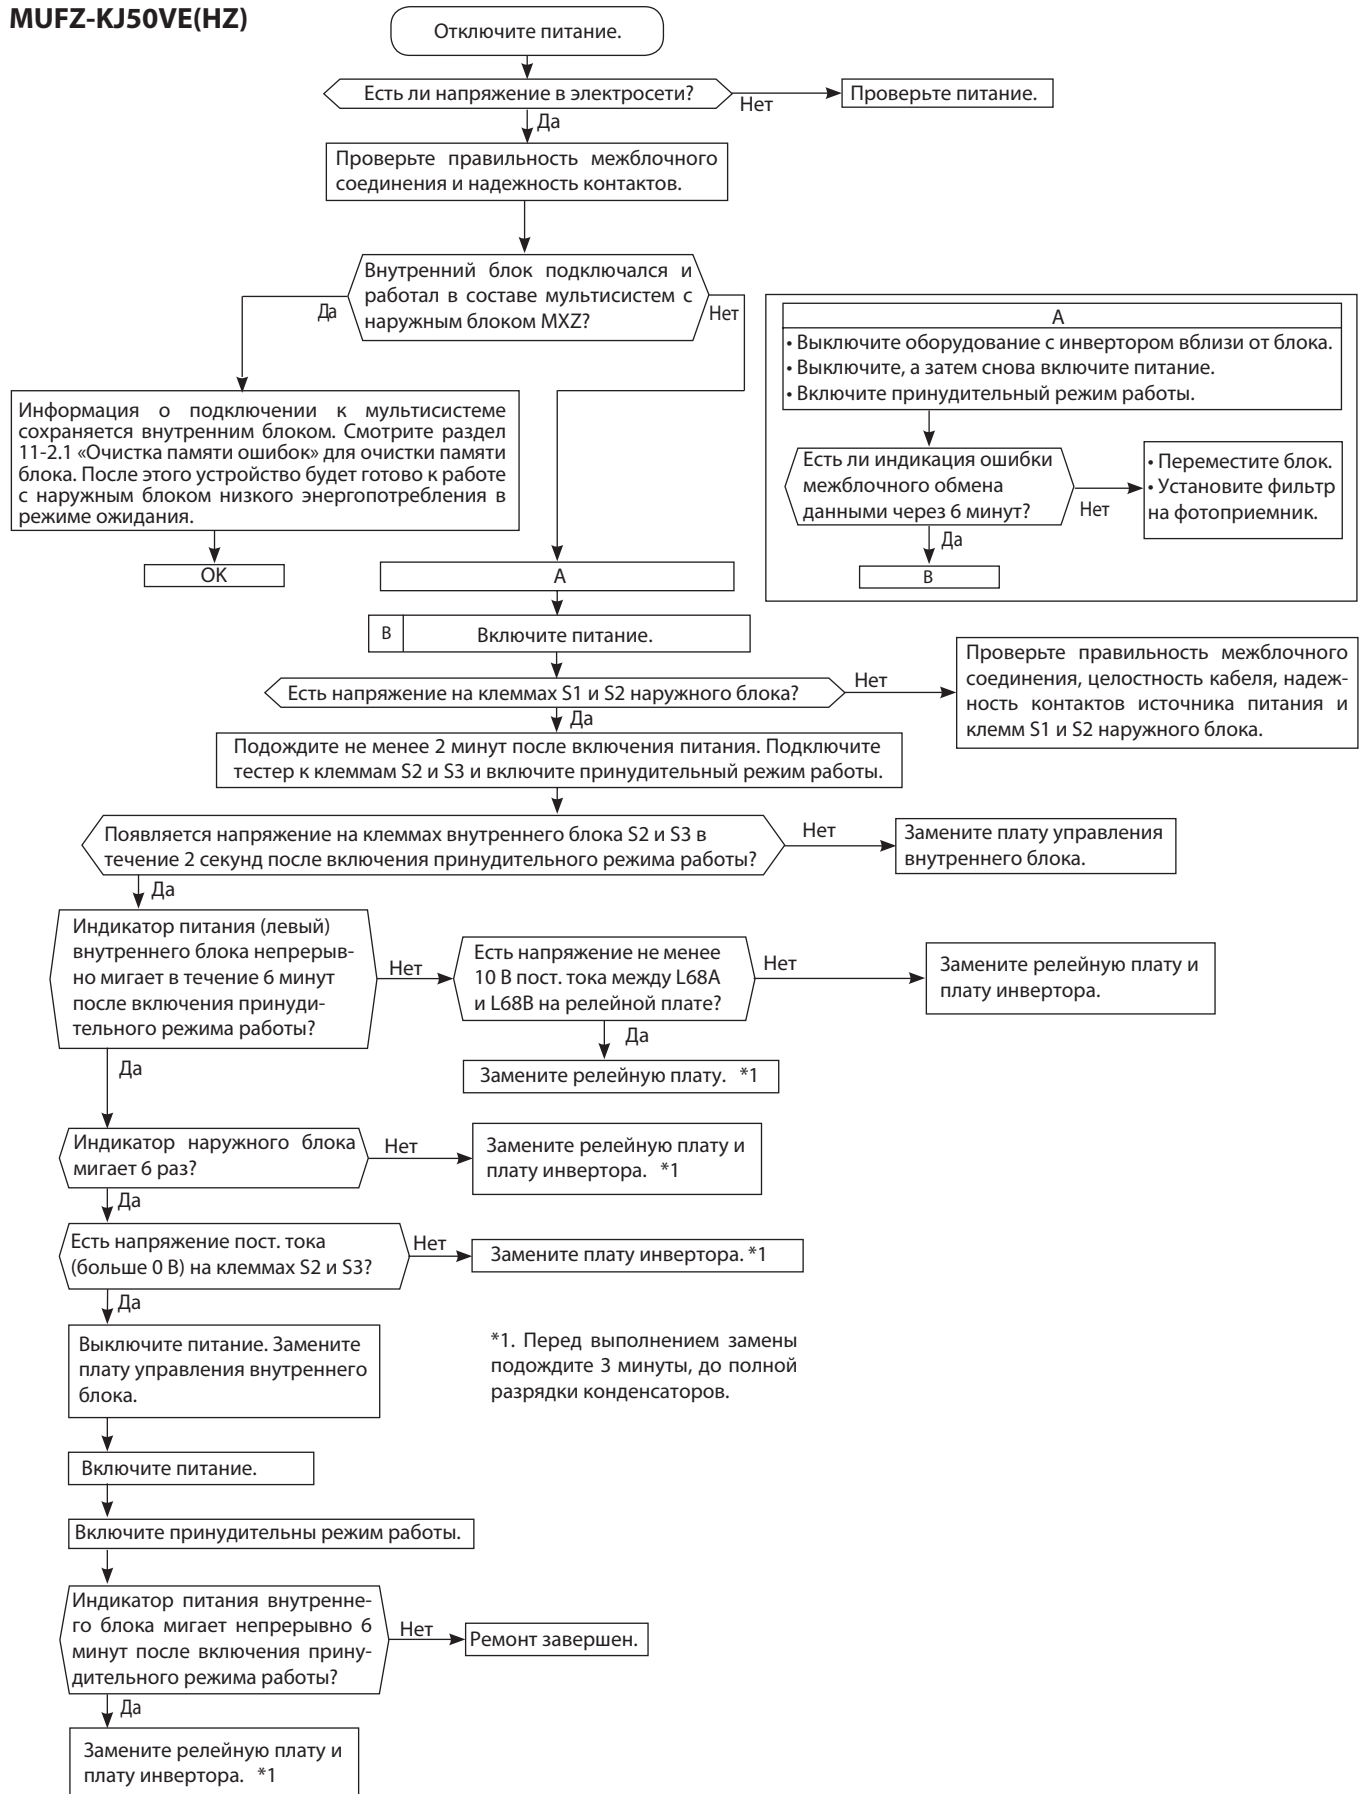 MUFZ-KJ50VE(HZ)
Отключите питание.
Есть ли напряжение в электросети?
Нет
Проверьте питание.
Да
Проверьте правильность межблочного
соединения и надежность контактов.
Внутренний блок подключался и
работал в составе мультисистем с
наружным блоком MXZ?
Да
Нет
Информация о подключении к мультисистеме
сохраняется внутренним блоком. Смотрите раздел
11-2.1 «Очистка памяти ошибок» для очистки памяти
блока. После этого устройство будет готово к работе
с наружным блоком низкого энергопотребления в
режиме ожидания.
OK
A
• Выключите оборудование с инвертором вблизи от блока.
• Выключите, а затем снова включите питание.
• Включите принудительный режим работы.
Есть ли индикация ошибки
межблочного обмена
данными через 6 минут?
Нет
• Переместите блок.
• Установите фильтр
на фотоприемник.
Да
B
A
B
Включите питание.
Есть напряжение на клеммах S1 и S2 наружного блока?
Нет
Проверьте правильность межблочного
соединения, целостность кабеля, надеж-
ность контактов источника питания и
клемм S1 и S2 наружного блока.
Да
Подождите не менее 2 минут после включения питания. Подключите
тестер к клеммам S2 и S3 и включите принудительный режим работы.
Появляется напряжение на клеммах внутреннего блока S2 и S3 в
течение 2 секунд после включения принудительного режима работы?
Нет
Замените плату управления
внутреннего блока.
Да
Индикатор питания (левый)
внутреннего блока непрерыв-
но мигает в течение 6 минут
после включения принуди-
тельного режима работы?
Нет
Есть напряжение не менее
10 В пост. тока между L68A
и L68B на релейной плате?
Нет
Замените релейную плату и
плату инвертора.
Да
Замените релейную плату. *1
Да
Индикатор наружного блока
мигает 6 раз?
Нет
Замените релейную плату и
плату инвертора. *1
Да
Есть напряжение пост. тока
(больше 0 В) на клеммах S2 и S3?
Нет
Замените плату инвертора. *1
Да
Выключите питание. Замените
плату управления внутреннего
блока.
*1. Перед выполнением замены
подождите 3 минуты, до полной
разрядки конденсаторов.
Включите питание.
Включите принудительны режим работы.
Индикатор питания внутренне-
го блока мигает непрерывно 6
минут после включения прину-
дительного режима работы?
Нет
Ремонт завершен.
Да
Замените релейную плату и
плату инвертора. *1